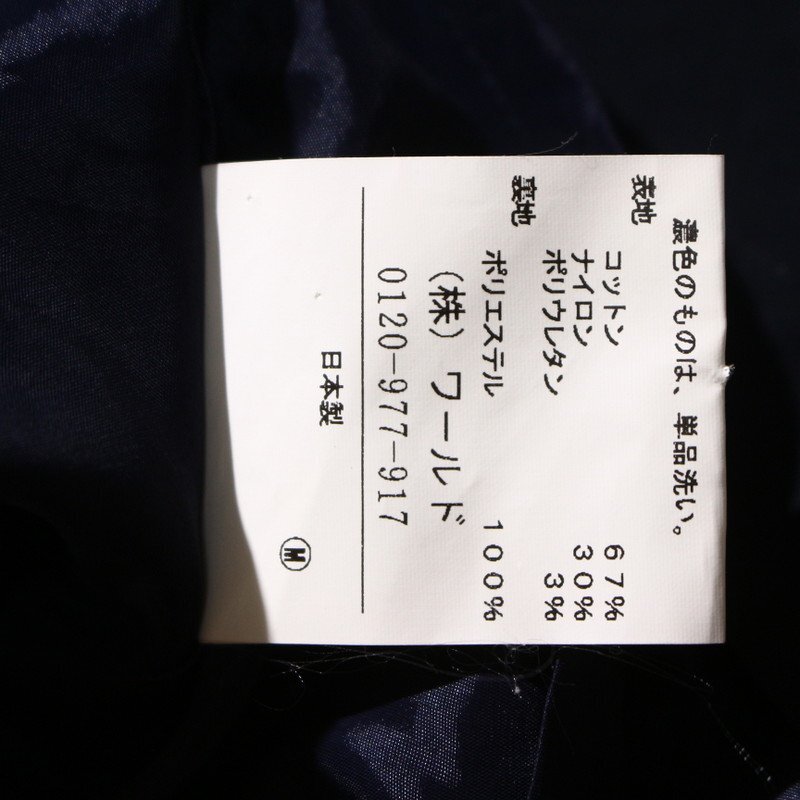 濃色のものは、単品洗い。
表地
コットン 67%
ナイロン 30%
ポリウレタン 3%
裏地
ポリエステル 100%
(株)ワールド
0120-977-917
日本製
M